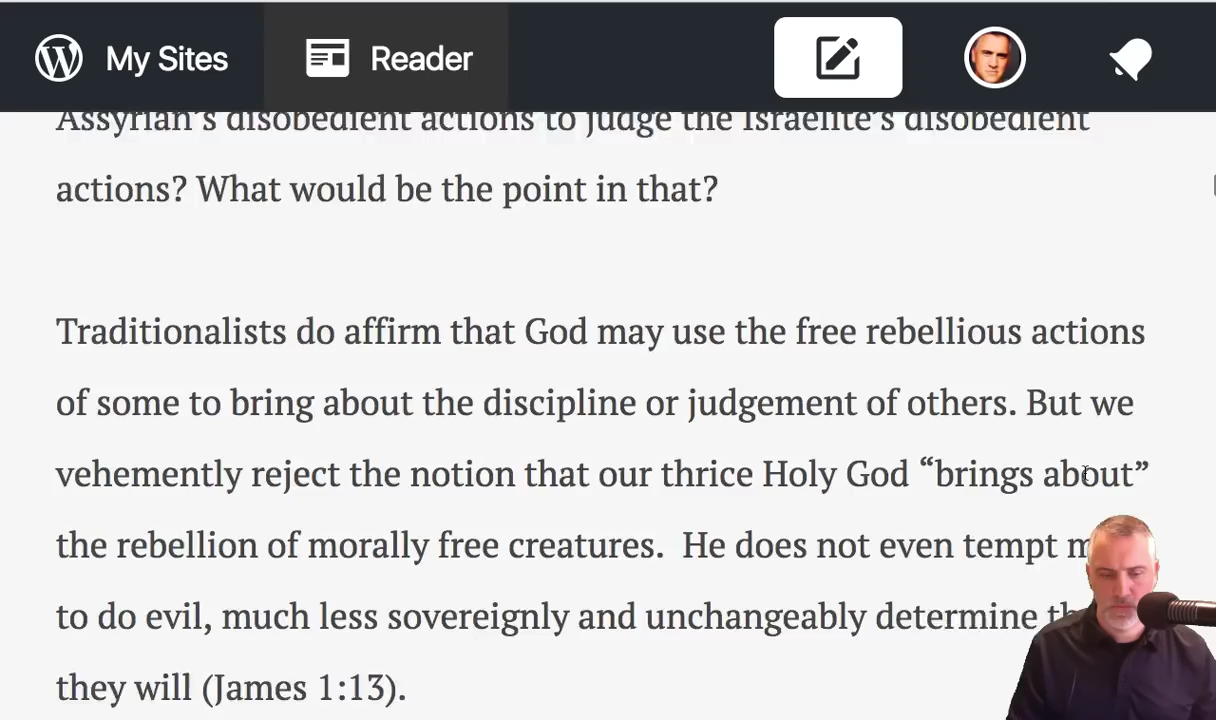 My Sites
Reader
Assyrian's disobedient actions to judge the Israelite's disobedient
actions? What would be the point in that?
Traditionalists do affirm that God may use the free rebellious actions
of some to bring about the discipline or judgement of others. But we
vehemently reject the notion that our thrice Holy God “brings about”
the rebellion of morally free creatures.  He does not even tempt
to do evil, much less sovereignly and unchangeably determine
they will (James 1:13).